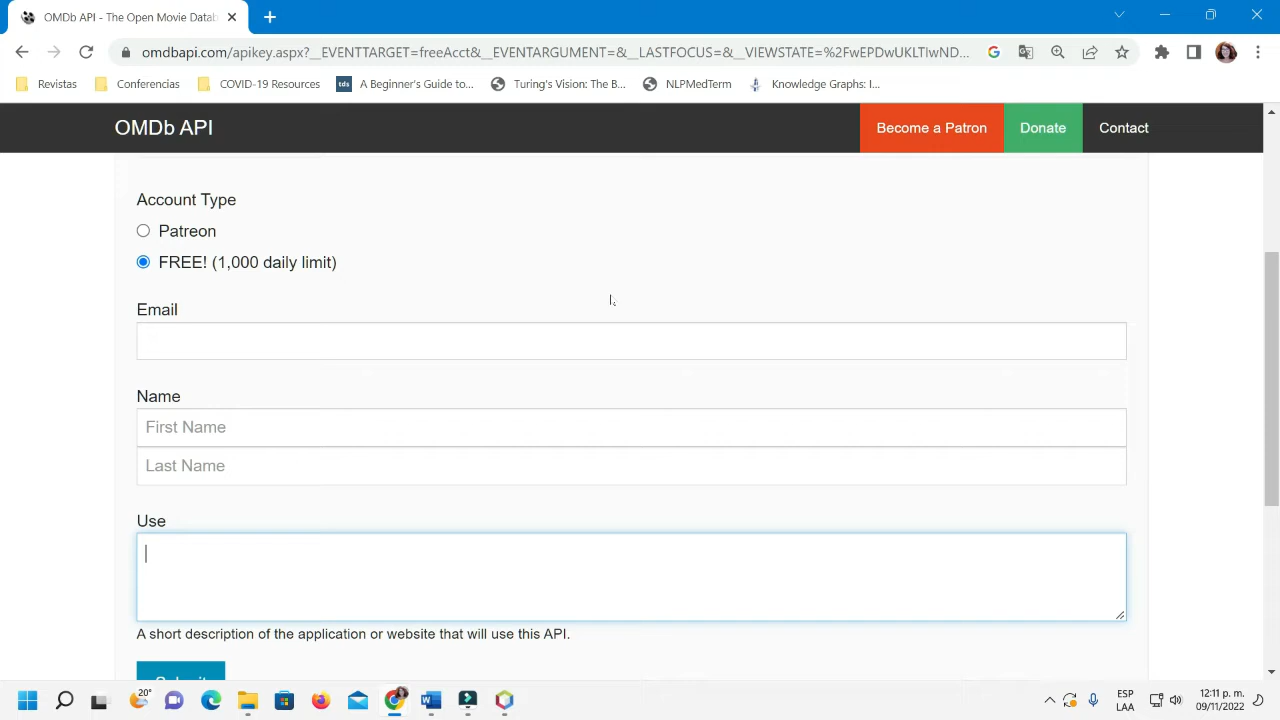 OMDb API - The Open Movie Datab
omdbapi.com/apikey.aspx?__EVENTTARGET=freeAcct&__EVENTARGUMENT=&__LASTFOCUS=&__VIEWSTATE=%2FwEPDwUKLTIwND...
Revistar
Conferencias
COVID-19 Resources
tds
A Beginner's Guide to...
Turing's Vision: The B...
NLPMedTerm
Knowledge Graphs: I...
OMDb API
Become a Patron
Donate
Contact
Account Type
Patreon
FREE! (1,000 daily limit)
Email
Name
First Name
Last Name
Use
A short description of the application or website that will use this API.
Submit
20°
ESP
LAA
12:11 p. m.
09/11/2022